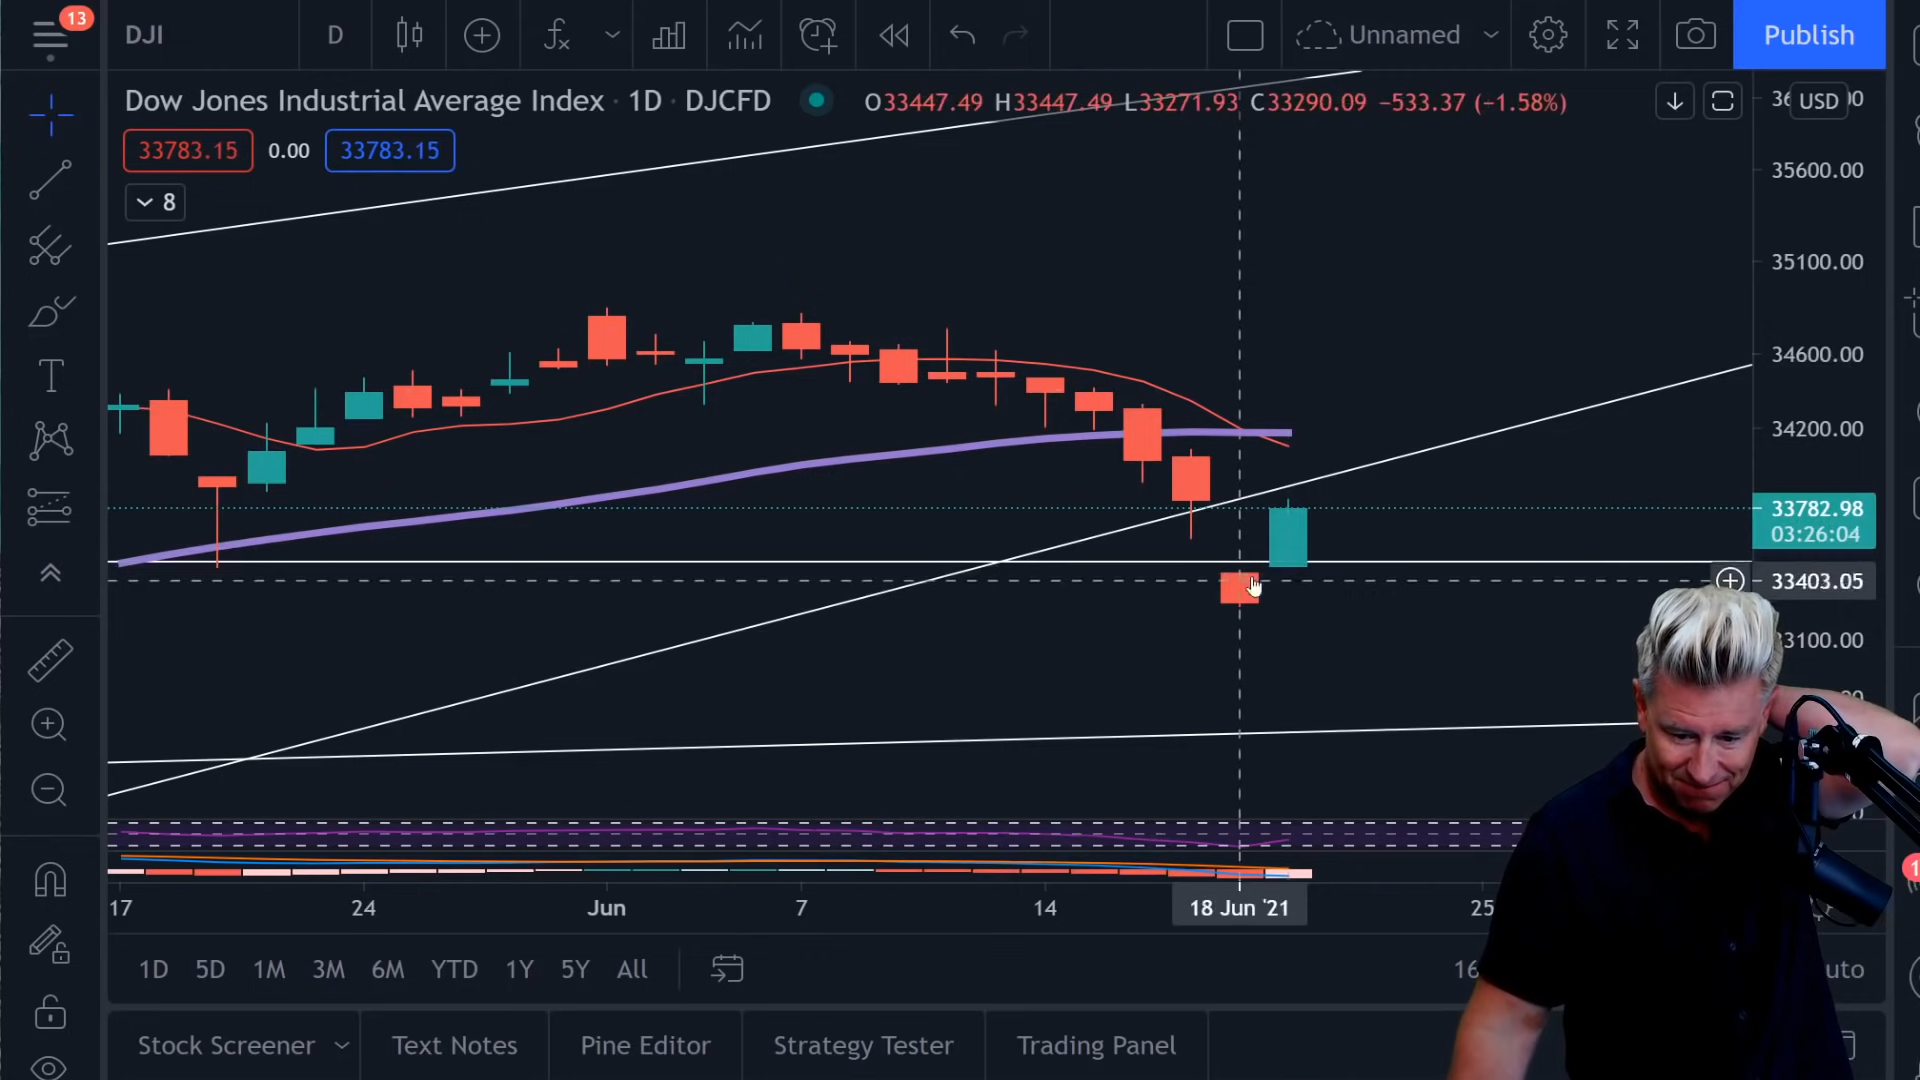 13
DJI
D
Unnamed
Publish
Dow Jones Industrial Average Index · 1D · DJCFD
O33447.49 H33447.49 L33271.93 C33290.09 −533.37 (−1.58%)
USD
33783.15
0.00
33783.15
8
35600.00
35100.00
34600.00
34200.00
33782.98
03:26:04
33403.05
33100.00
17
24
Jun
7
14
18 Jun '21
25
1D
5D
1M
3M
6M
YTD
1Y
5Y
All
16
Stock Screener
Text Notes
Pine Editor
Strategy Tester
Trading Panel